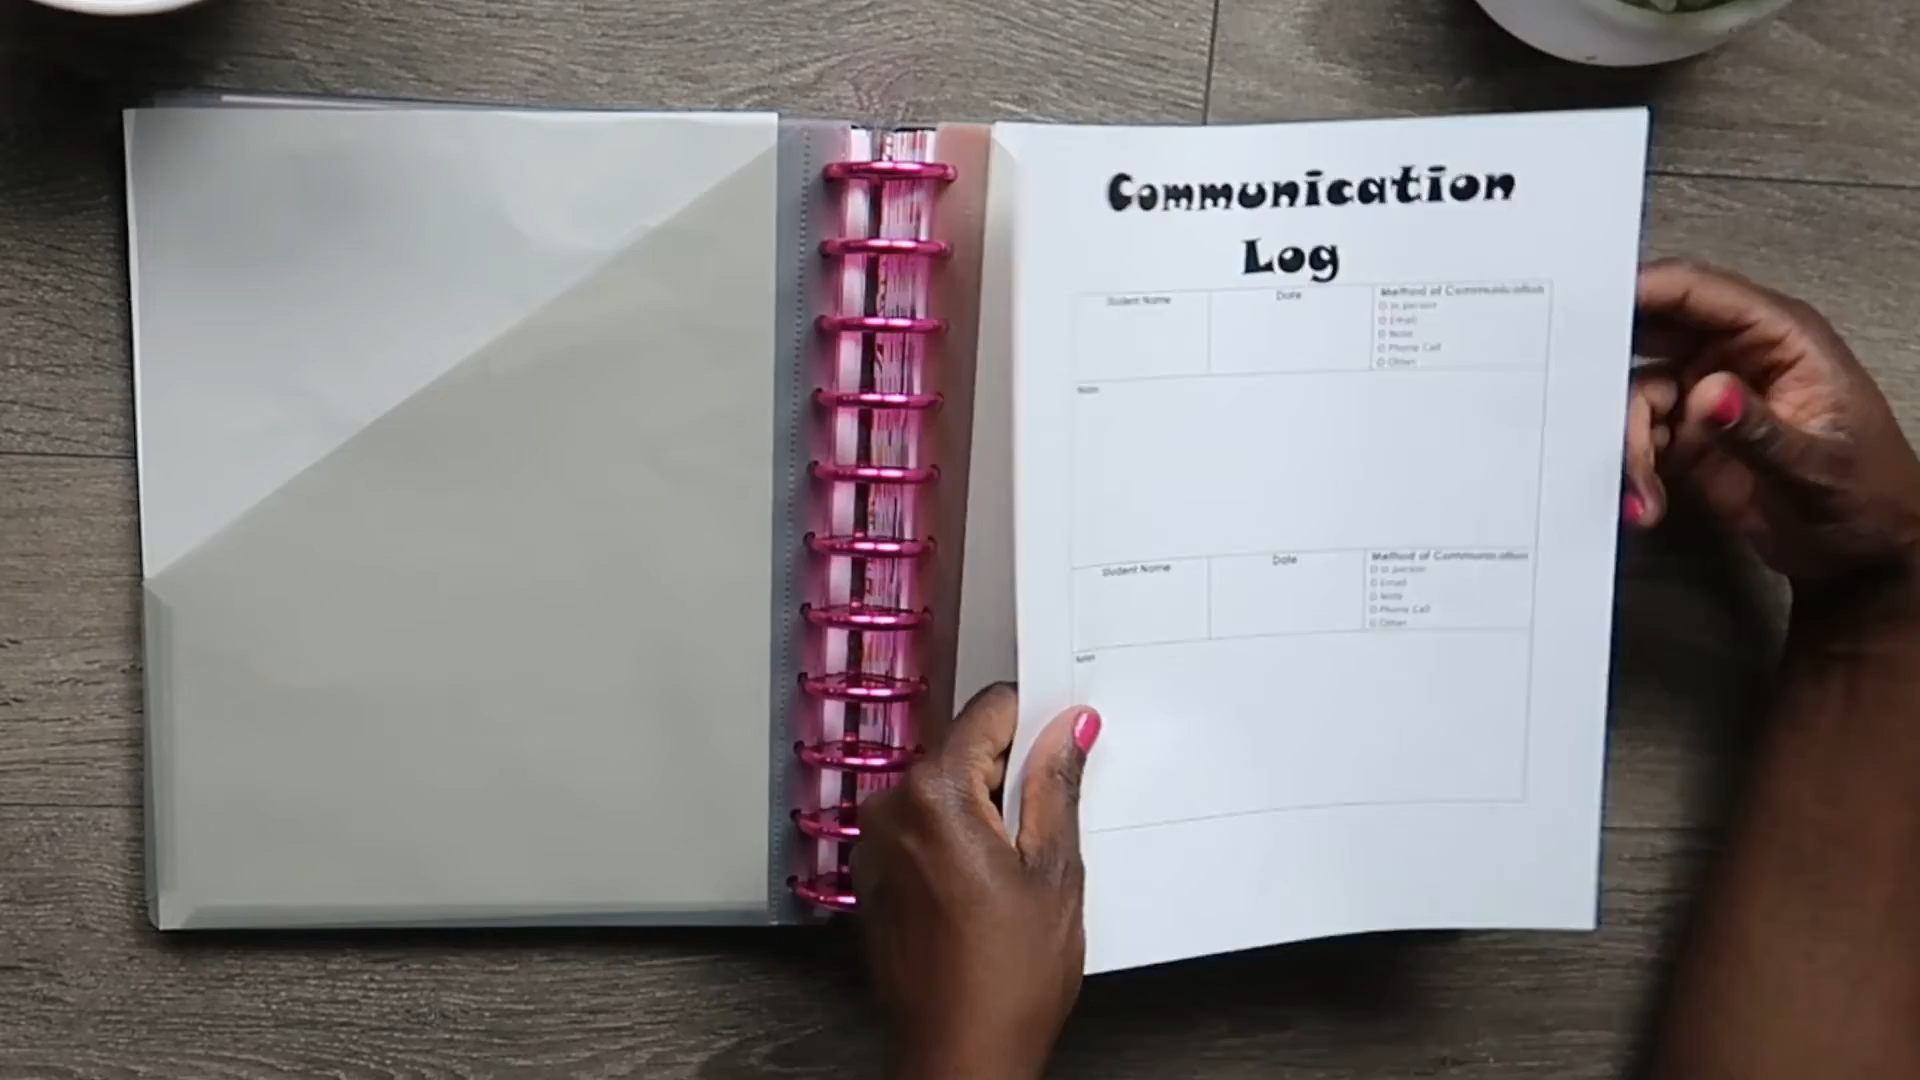 Communication
Log
Student Name
Date
Method of Communication
O In person
O Email
O Note
O Phone Call
O Other
Note
Student Name
Date
Method of Communication
O In person
O Email
O Note
O Phone Call
O Other
Note